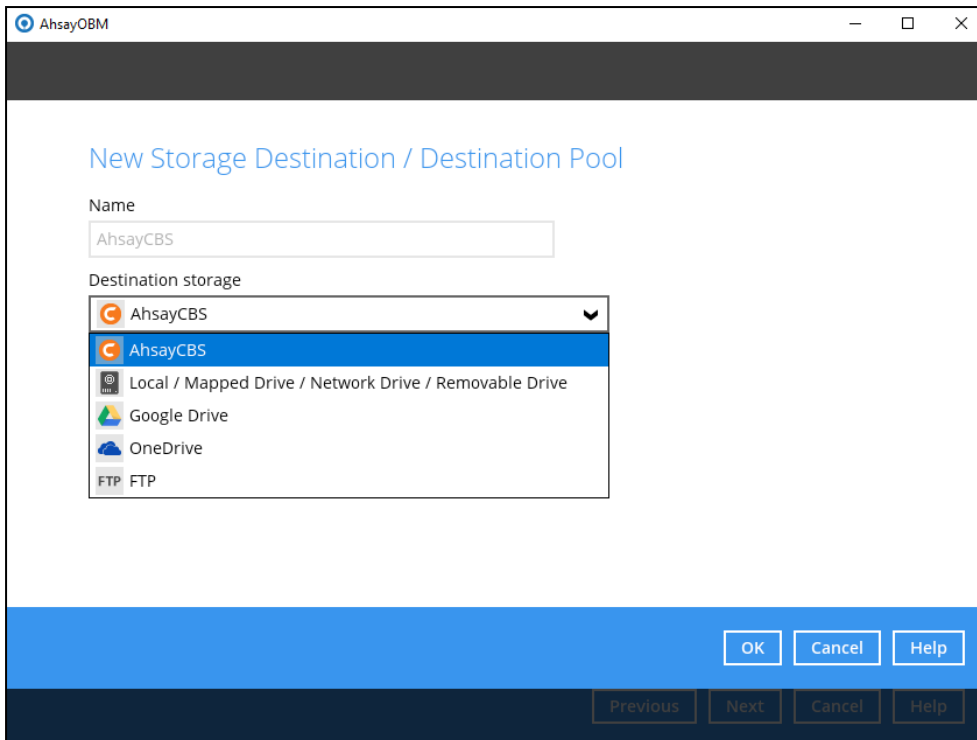 AhsayOBM
New Storage Destination / Destination Pool
Name
AhsayCBS
Destination storage
AhsayCBS
AhsayCBS
Local / Mapped Drive / Network Drive / Removable Drive
Google Drive
OneDrive
FTP FTP
OK Cancel Help
Previous Next Cancel Help